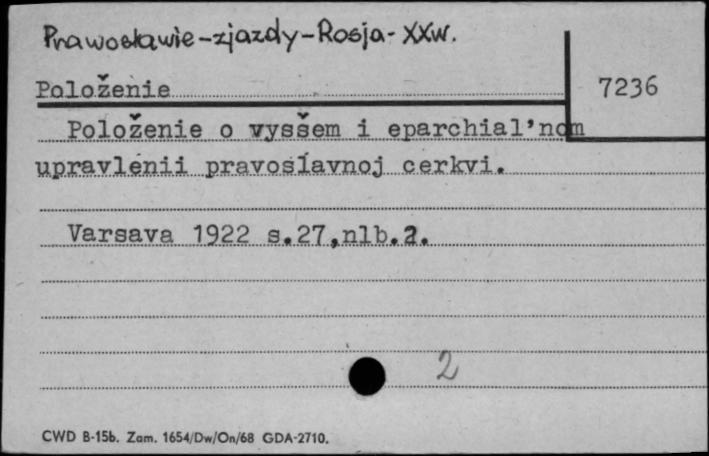 Prawosławie-zjazdy-Rosja-XXw.
Položenie
7236
Položenie o vysšem i eparchial'nom
upravlenii pravoslavnoj cerkvi.
Varsava 1922 s.27,nlb.2.
2
CWD B-15b. Zam. 1654/Dw/On/68 GDA-2710.